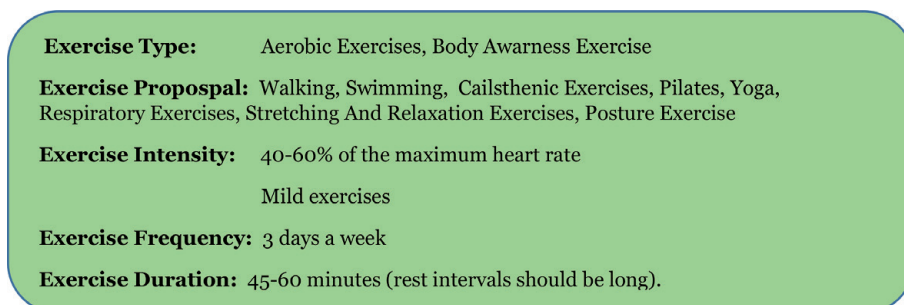 Exercise Type: Aerobic Exercises, Body Awarness Exercise
Exercise Propospal: Walking, Swimming, Cailsthenic Exercises, Pilates, Yoga,
Respiratory Exercises, Stretching And Relaxation Exercises, Posture Exercise
Exercise Intensity: 40-60% of the maximum heart rate
Mild exercises
Exercise Frequency: 3 days a week
Exercise Duration: 45-60 minutes (rest intervals should be long).